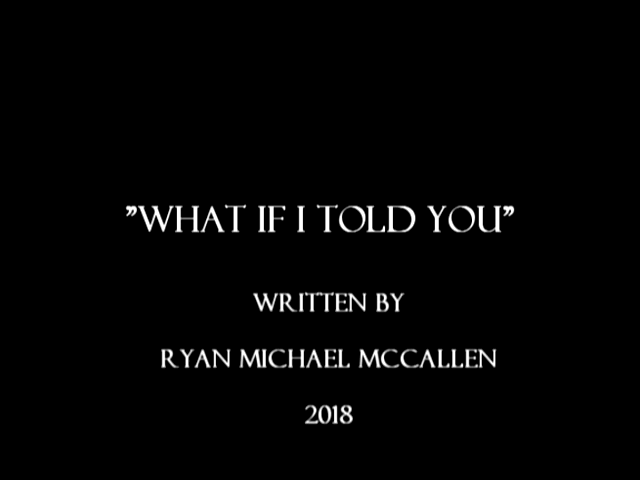 "WHAT IF I TOLD YOU"
WRITTEN BY
RYAN MICHAEL MCCALLEN
2018